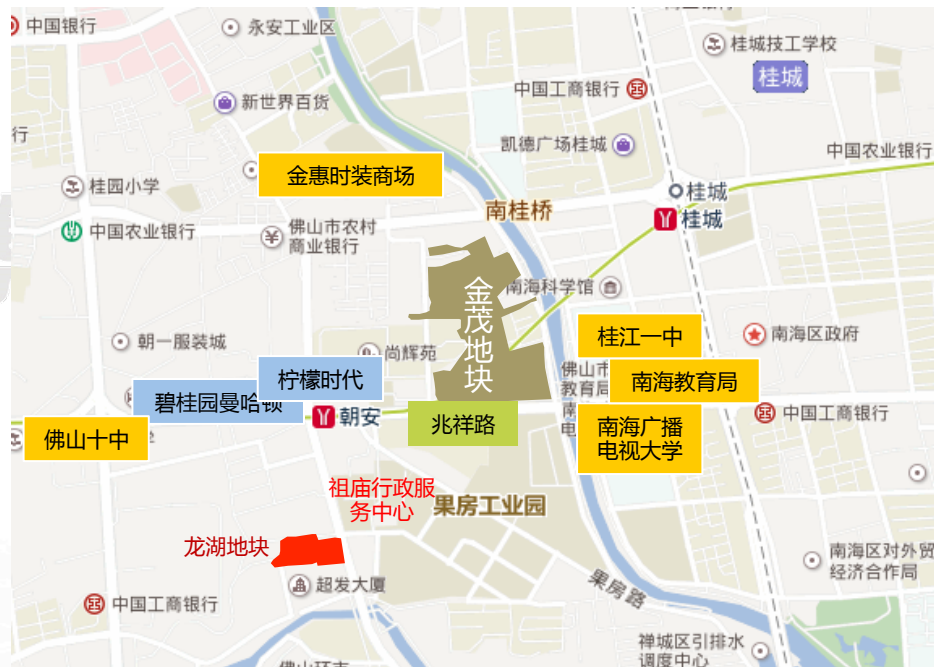 中国银行
永安工业区
桂城技工学校
桂城
新世界百货
中国工商银行
行
凯德广场桂城
中国农业银行
金惠时装商场
桂园小学
桂城
南桂桥
桂城
中国农业银行
佛山市农村
商业银行
金茂地块
南海科学馆
朝一服装城
尚辉苑
桂江一中
南海区政府
柠檬时代
佛山市
教育局
南海教育局
碧桂园曼哈顿
朝安
兆祥路
南
电
南海广播
电视大学
中国工商银行
佛山十中
学
祖庙行政服
务中心
果房工业园
龙湖地块
超发大厦
果房路
南海区对外贸
经济合作局
中国工商银行
禅城区引排水
调度中心
佛山环市